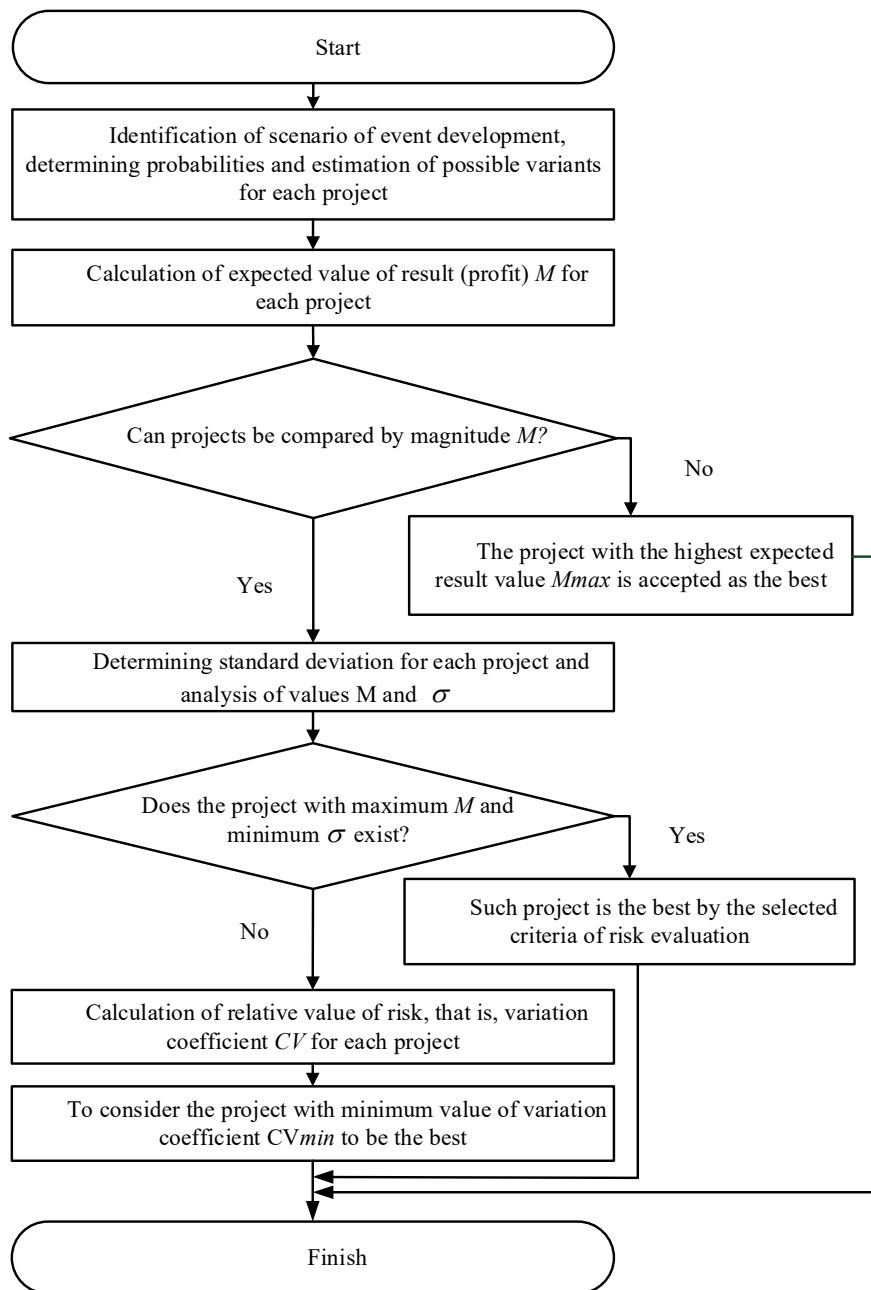 Start
Identification of scenario of event development,
determining probabilities and estimation of possible variants
for each project
Calculation of expected value of result (profit) M for
each project
Can projects be compared by magnitude M?
No
The project with the highest expected
result value Mmax is accepted as the best
Yes
Determining standard deviation for each project and
analysis of values M and σ
Does the project with maximum M and
minimum σ exist?
Yes
Such project is the best by the selected
criteria of risk evaluation
No
Calculation of relative value of risk, that is, variation
coefficient CV for each project
To consider the project with minimum value of variation
coefficient CVmin to be the best
Finish